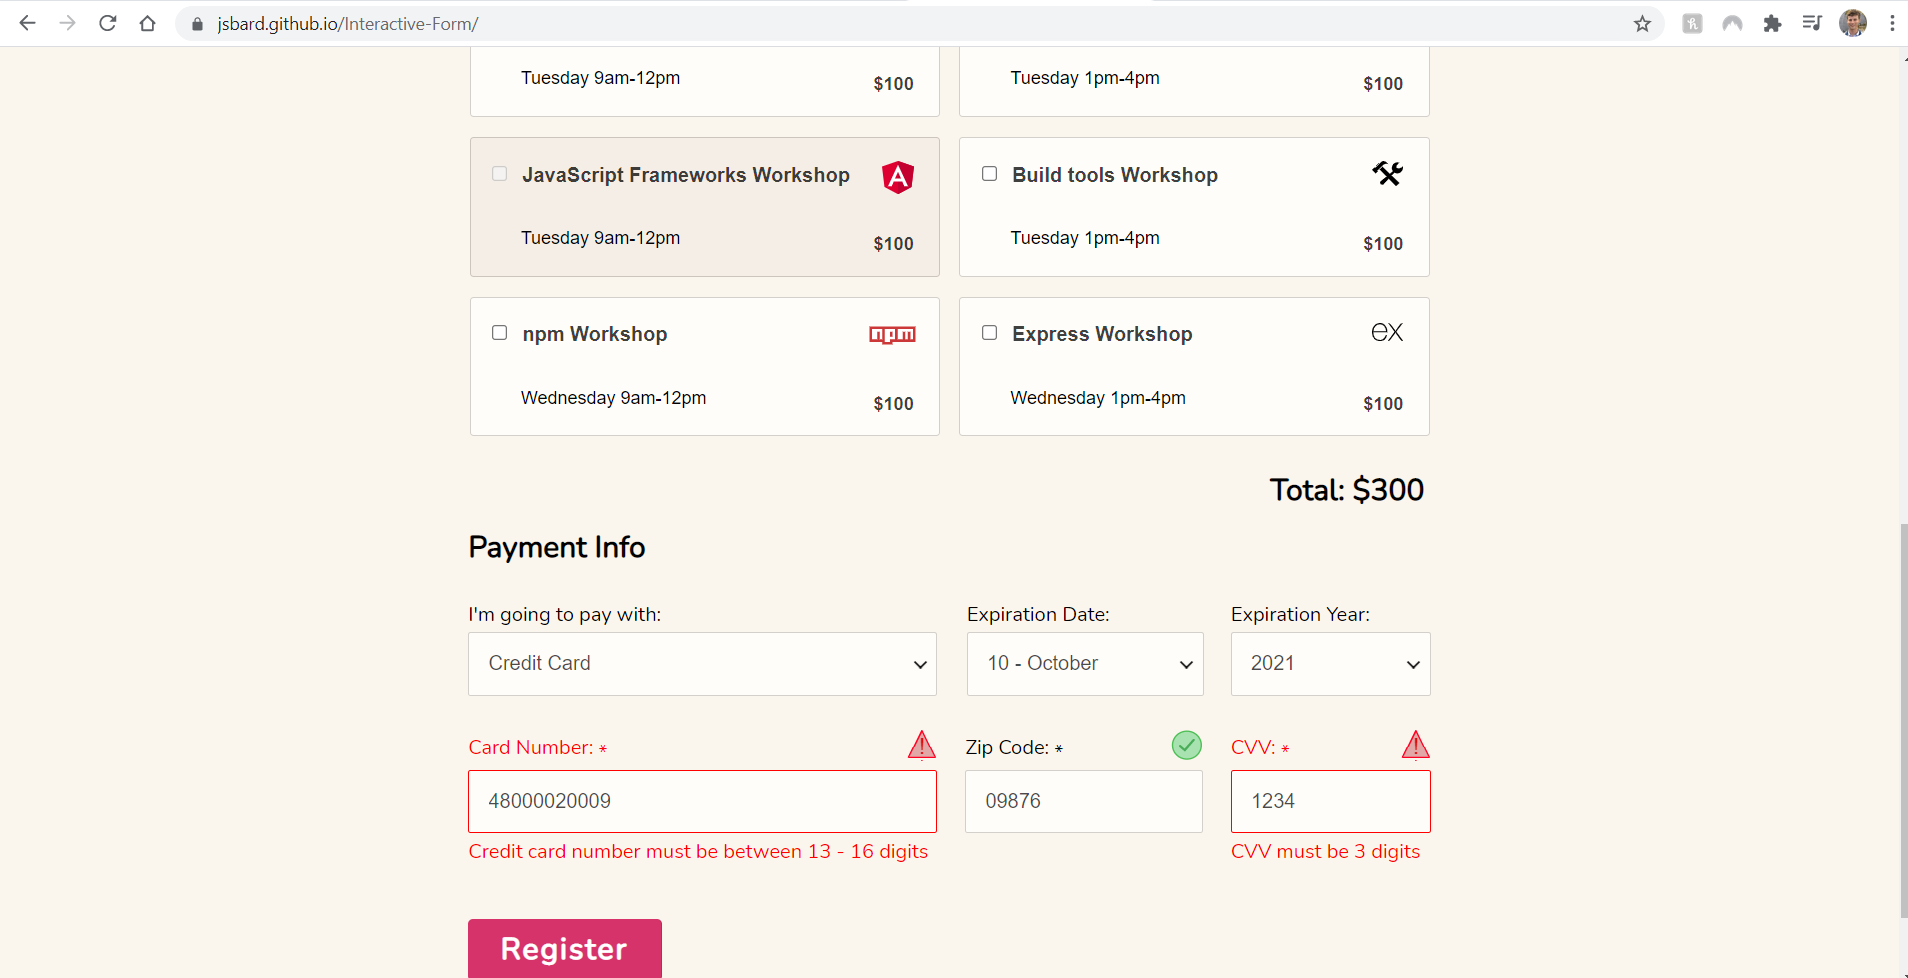 jsbard.github.io/Interactive-Form/
Tuesday 9am-12pm
$100
Tuesday 1pm-4pm
$100
JavaScript Frameworks Workshop
A
Tuesday 9am-12pm
$100
Build tools Workshop
Tuesday 1pm-4pm
$100
npm Workshop
npm
Wednesday 9am-12pm
$100
Express Workshop
ex
Wednesday 1pm-4pm
$100
Total: $300
Payment Info
I'm going to pay with:
Credit Card
Expiration Date:
10 - October
Expiration Year:
2021
Card Number: *
48000020009
Credit card number must be between 13 - 16 digits
Zip Code: *
09876
CVV: *
1234
CVV must be 3 digits
Register